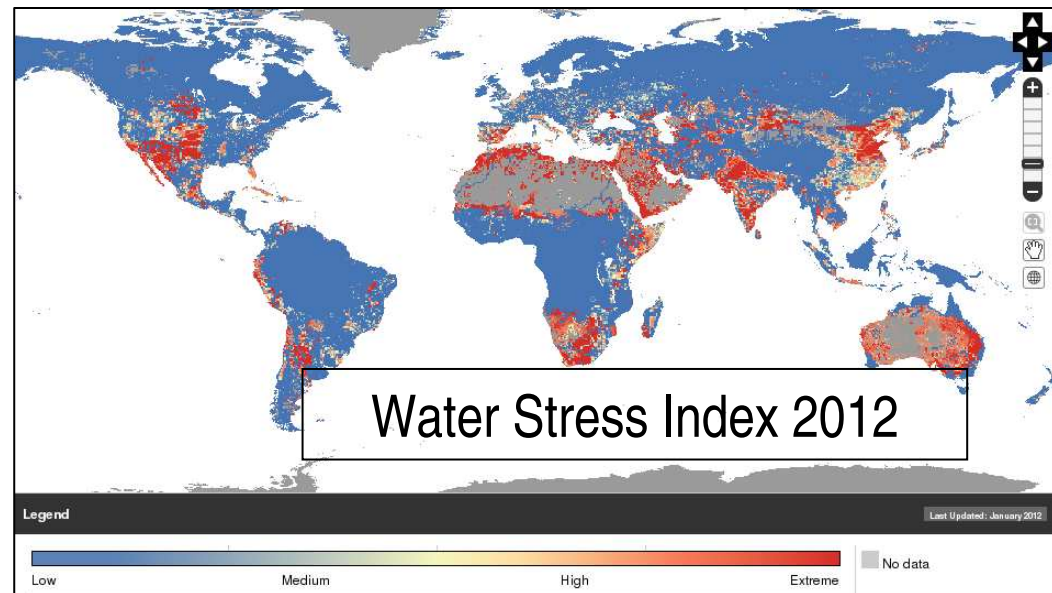 Water Stress Index 2012
Legend
Last Updated: January 2012
Low Medium High Extreme
No data